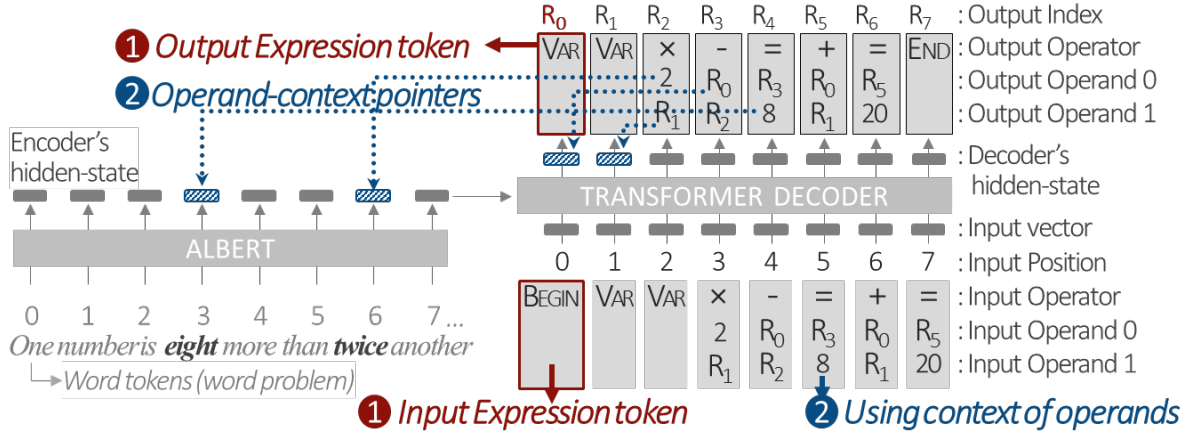 R0 R1 R2 R3 R4 R5 R6 R7 : Output Index
❶ Output Expression token
VAR VAR × - = + = END : Output Operator
2 R0 R3 R0 R5 : Output Operand 0
❷ Operand-context pointers
R1 R2 8 R1 20 : Output Operand 1
Encoder's
hidden-state
: Decoder's
hidden-state
TRANSFORMER DECODER
ALBERT
: Input vector
0 1 2 3 4 5 6 7 : Input Position
BEGIN VAR VAR × - = + = : Input Operator
0 1 2 3 4 5 6 7 ...
2 R0 R3 R0 R5 : Input Operand 0
One number is eight more than twice another
R1 R2 8 R1 20 : Input Operand 1
Word tokens (word problem)
❶ Input Expression token
❷ Using context of operands